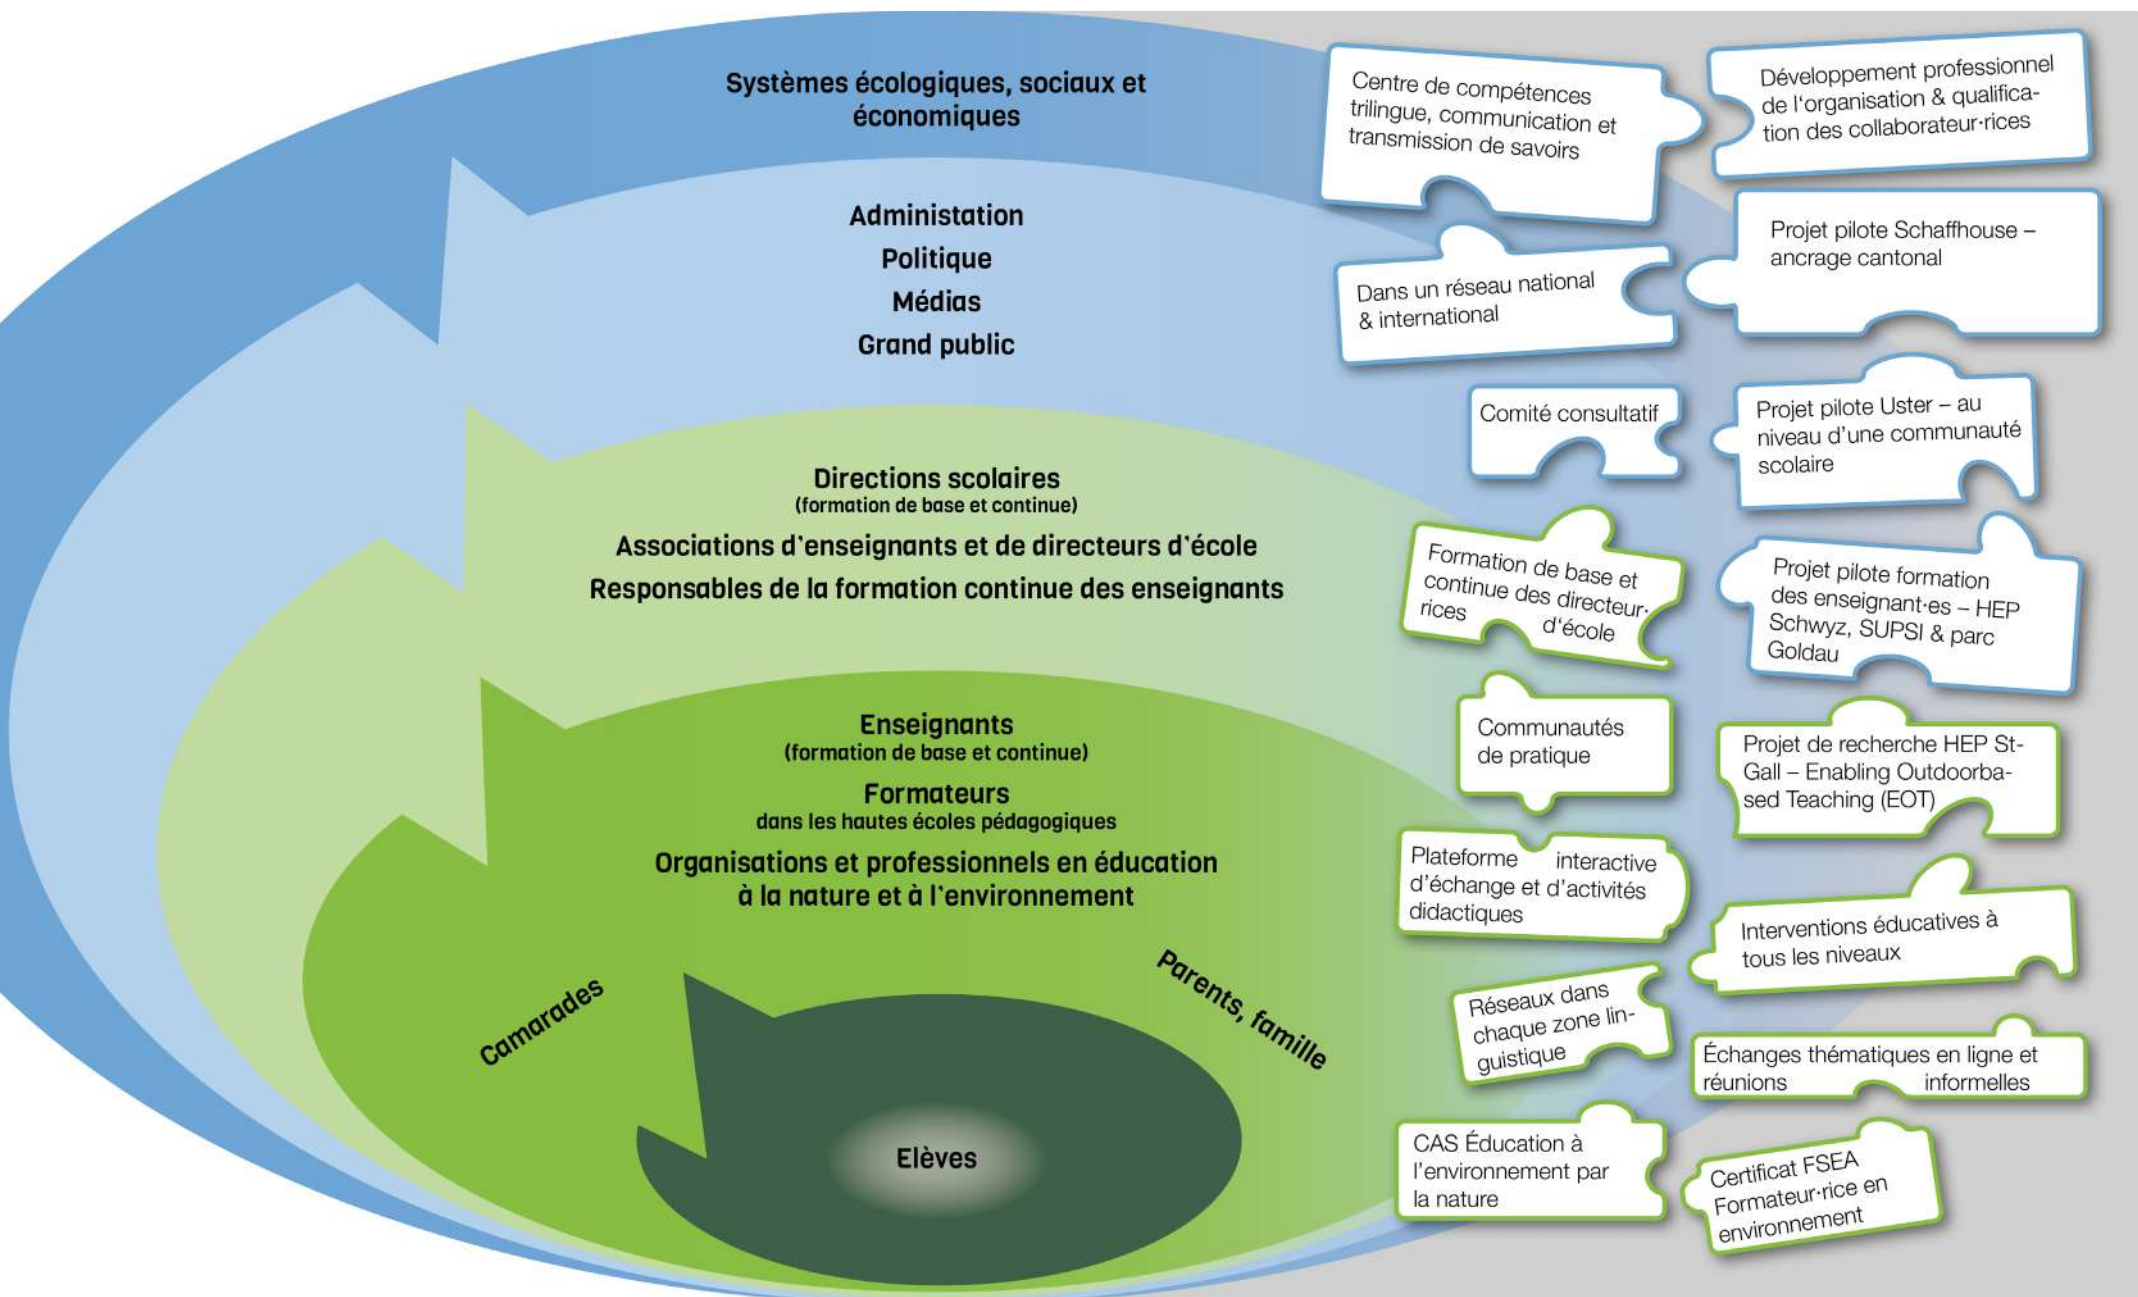 Systèmes écologiques, sociaux et
économiques
Administation
Politique
Médias
Grand public
Directions scolaires
(formation de base et continue)
Associations d'enseignants et de directeurs d'école
Responsables de la formation continue des enseignants
Enseignants
(formation de base et continue)
Formateurs
dans les hautes écoles pédagogiques
Organisations et professionnels en éducation
à la nature et à l'environnement
Camarades
Parents, famille
Elèves
Centre de compétences
trilingue, communication et
transmission de savoirs
Développement professionnel
de l'organisation & qualifica-
tion des collaborateur·rices
Dans un réseau national
& international
Projet pilote Schaffhouse –
ancrage cantonal
Comité consultatif
Projet pilote Uster – au
niveau d'une communauté
scolaire
Formation de base et
continue des directeur·
rices d'école
Projet pilote formation
des enseignant·es – HEP
Schwyz, SUPSI & parc
Goldau
Communautés
de pratique
Projet de recherche HEP St-
Gall – Enabling Outdoorba-
sed Teaching (EOT)
Plateforme interactive
d'échange et d'activités
didactiques
Interventions éducatives à
tous les niveaux
Réseaux dans
chaque zone lin-
guistique
Échanges thématiques en ligne et
réunions informelles
CAS Éducation à
l'environnement par
la nature
Certificat FSEA
Formateur·rice en
environnement